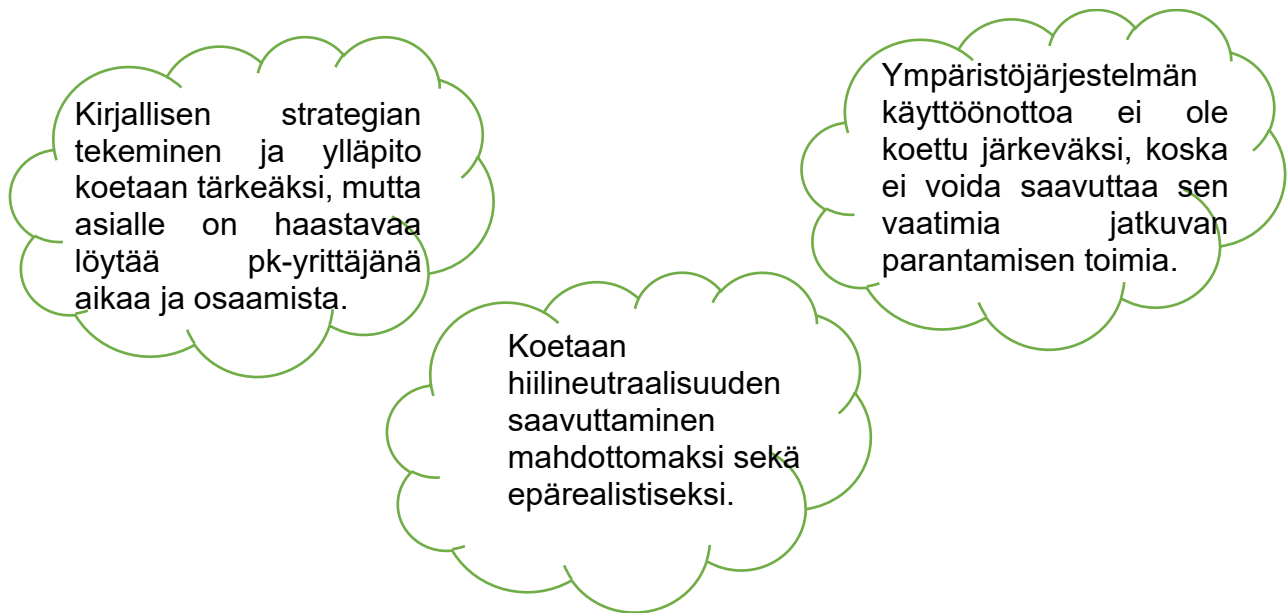 Kirjallisen strategian
tekeminen ja ylläpito
koetaan tärkeäksi, mutta
asialle on haastavaa
löytää pk-yrittäjänä
aikaa ja osaamista.
Ympäristöjärjestelmän
käyttöönottoa ei ole
koettu järkeväksi, koska
ei voida saavuttaa sen
vaatimia jatkuvan
parantamisen toimia.
Koetaan
hiilineutraalisuuden
saavuttaminen
mahdottomaksi sekä
epärealistiseksi.